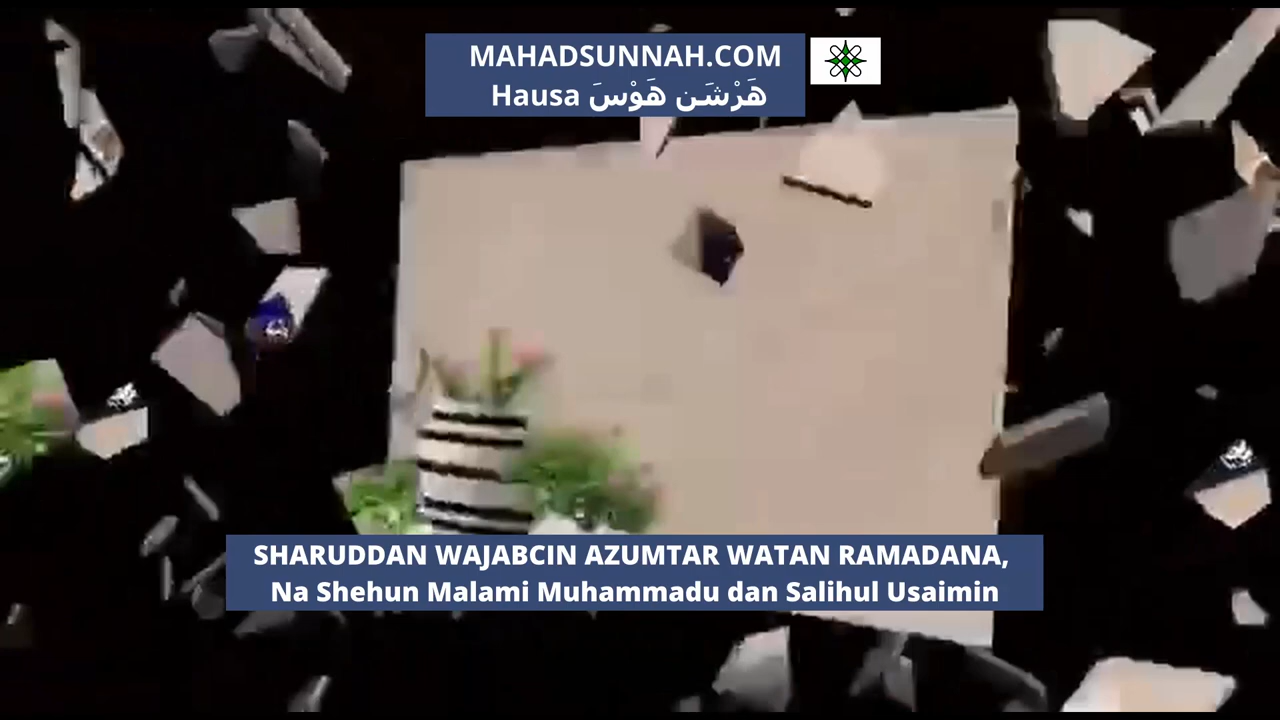 MAHADSUNNAH.COM
Hausa هَرْشَن هَوْسَ
SHARUDDAN WAJABCIN AZUMTAR WATAN RAMADANA,
Na Shehun Malami Muhammadu dan Salihul Usaimin